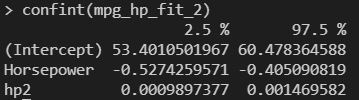 > confint(mpg_hp_fit_2)
2.5 % 97.5 %
(Intercept) 53.4010501967 60.478364588
Horsepower -0.5274259571 -0.405090819
hp2 0.0009897377 0.001469582